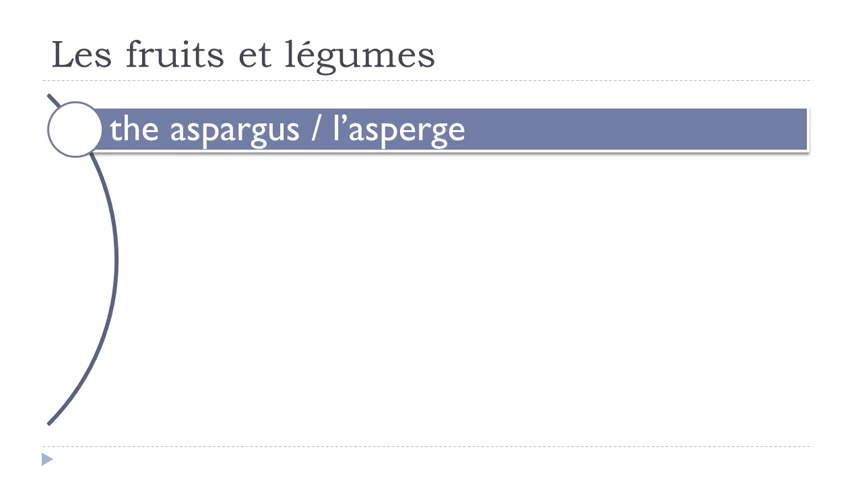 Les fruits et légumes
the aspargus / l’asperge